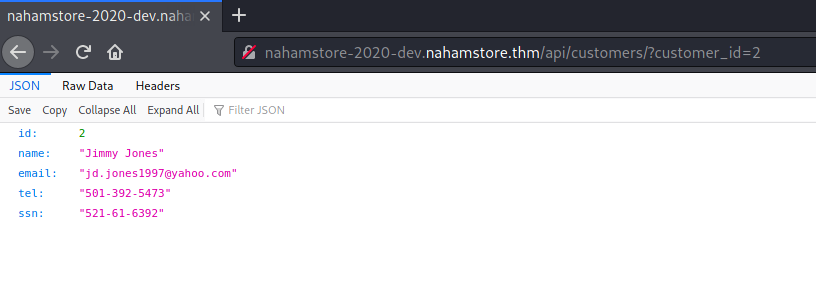 nahamstore-2020-dev.naha
nahamstore-2020-dev.nahamstore.thm/api/customers/?customer_id=2
JSON Raw Data Headers
Save Copy Collapse All Expand All Filter JSON
id: 2
name: "Jimmy Jones"
email: "jd.jones1997@yahoo.com"
tel: "501-392-5473"
ssn: "521-61-6392"